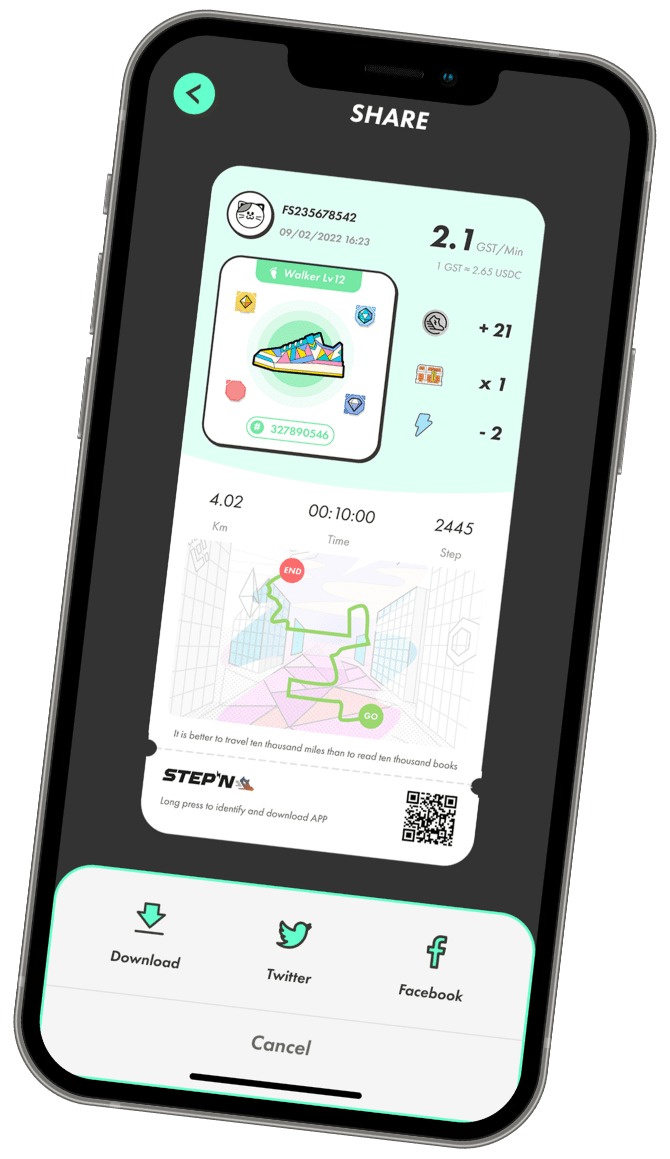 SHARE
FS235678542
09/02/2022 16:23
2.1 GST/Min
1 GST ≈ 2.65 USDC
Walker Lv12
+ 21
x 1
- 2
# 327890546
4.02
Km
00:10:00
Time
2445
Step
END
GO
It is better to travel ten thousand miles than to read ten thousand books
STEP'N
Long press to identify and download APP
Download
Twitter
Facebook
Cancel